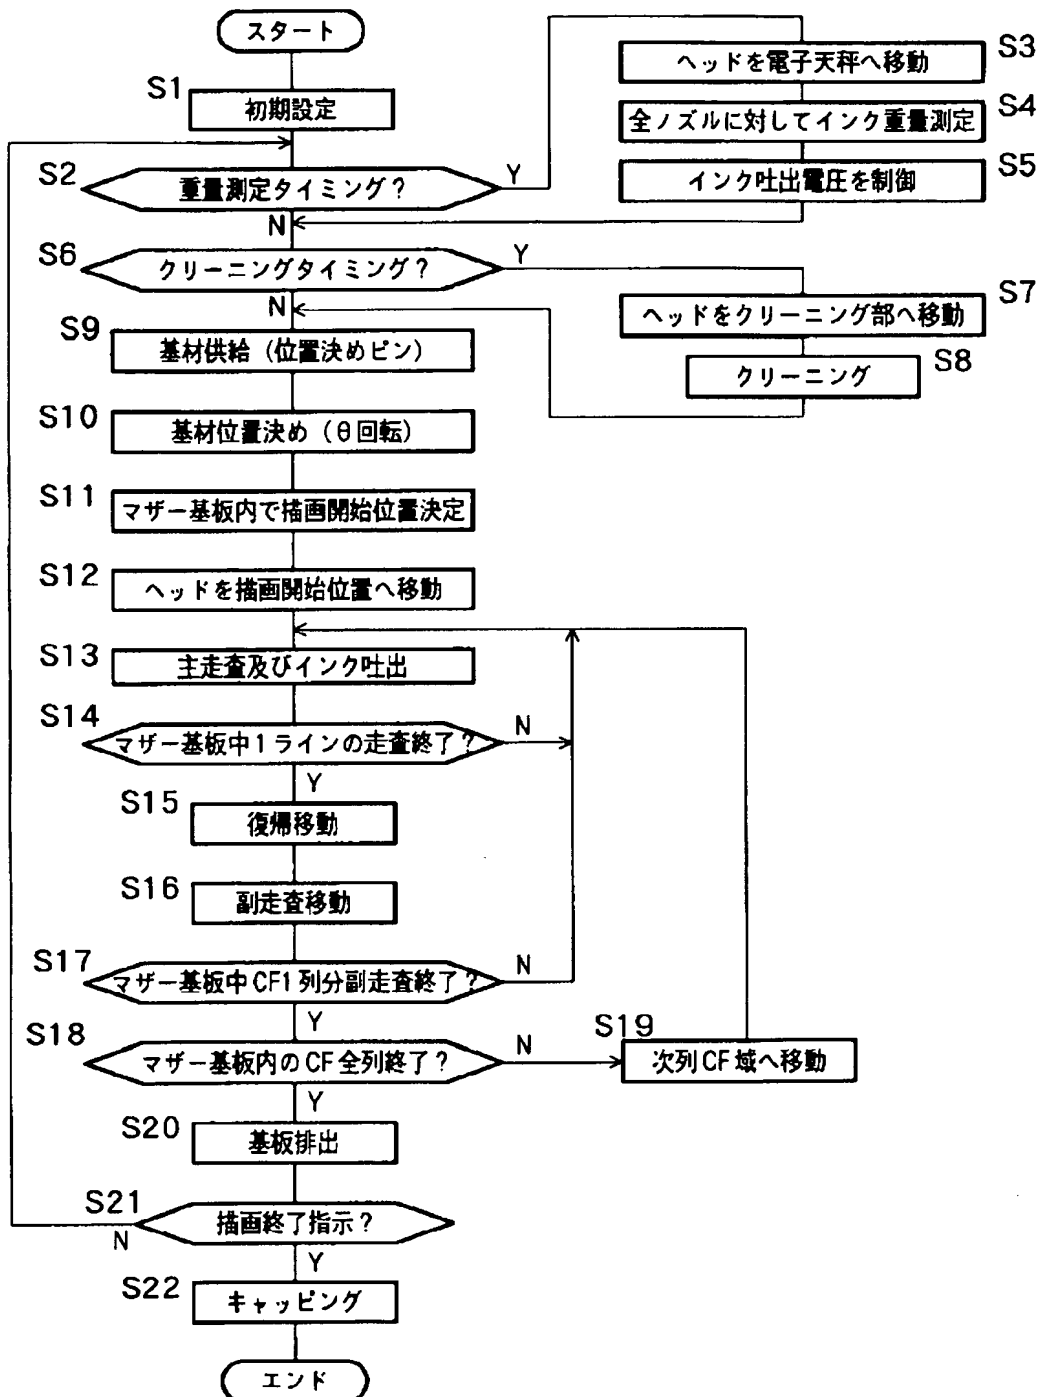 スタート
S1
初期設定
S2
重量測定タイミング?
Y
N
S3
ヘッドを電子天秤へ移動
S4
全ノズルに対してインク重量測定
S5
インク吐出電圧を制御
S6
クリーニングタイミング?
Y
N
S7
ヘッドをクリーニング部へ移動
S8
クリーニング
S9
基材供給(位置決めピン)
S10
基材位置決め(θ回転)
S11
マザー基板内で描画開始位置決定
S12
ヘッドを描画開始位置へ移動
S13
主走査及びインク吐出
S14
マザー基板中1ラインの走査終了?
N
Y
S15
復帰移動
S16
副走査移動
S17
マザー基板中CF1列分副走査終了?
N
Y
S18
マザー基板内のCF全列終了?
N
Y
S19
次列CF域へ移動
S20
基板排出
S21
描画終了指示?
N
Y
S22
キャッピング
エンド